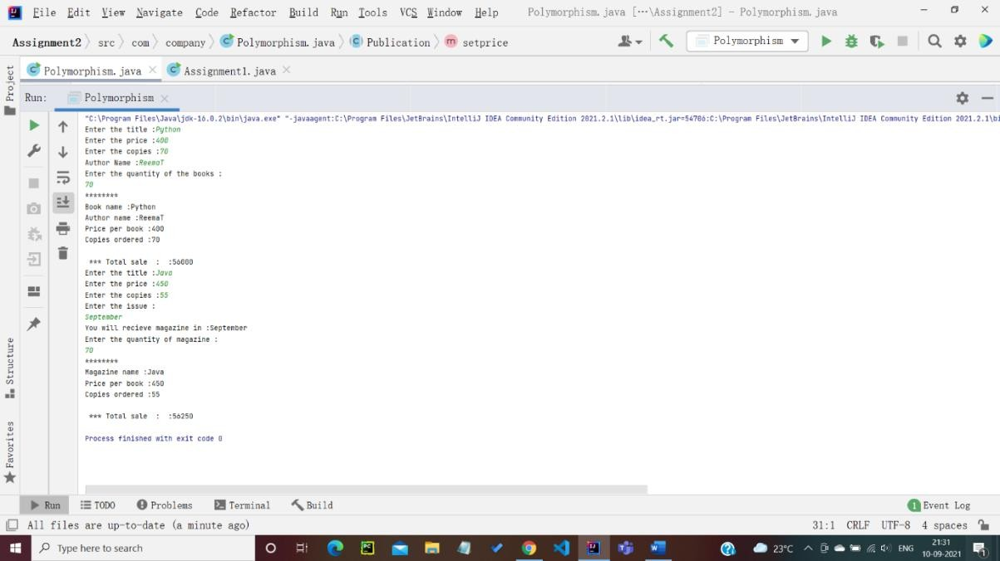 File Edit View Navigate Code Refactor Build Run Tools VCS Window Help Polymorphism.java [...\Assignment2] - Polymorphism.java
Assignment2 src com company Polymorphism.java Publication setprice Polymorphism
Polymorphism.java Assignment1.java
Project
Run: Polymorphism
"C:\Program Files\Java\jdk-16.0.2\bin\java.exe" "-javaagent:C:\Program Files\JetBrains\IntelliJ IDEA Community Edition 2021.2.1\lib\idea_rt.jar=54706:C:\Program Files\JetBrains\IntelliJ IDEA Community Edition 2021.2.1\bi
Enter the title :Python
Enter the price :400
Enter the copies :70
Author Name :ReemaT
Enter the quantity of the books :
70
********
Book name :Python
Author name :ReemaT
Price per book :400
Copies ordered :70
*** Total sale : :56000
Enter the title :Java
Enter the price :450
Enter the copies :55
Enter the issue :
September
You will recieve magazine in :September
Enter the quantity of magazine :
70
********
Magazine name :Java
Price per book :450
Copies ordered :55
*** Total sale : :56250
Process finished with exit code 0
Structure
Favorites
Run TODO Problems Terminal Build 1 Event Log
All files are up-to-date (a minute ago) 31:1 CRLF UTF-8 4 spaces
Type here to search 23°C ENG 21:31
10-09-2021 1